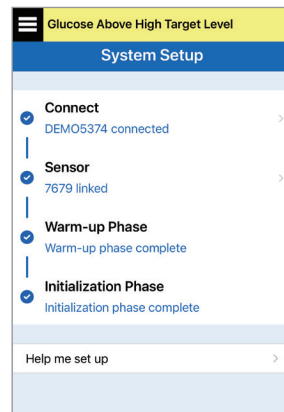 Glucose Above High Target Level
System Setup
Connect
DEMO5374 connected
Sensor
7679 linked
Warm-up Phase
Warm-up phase complete
Initialization Phase
Initialization phase complete
Help me set up